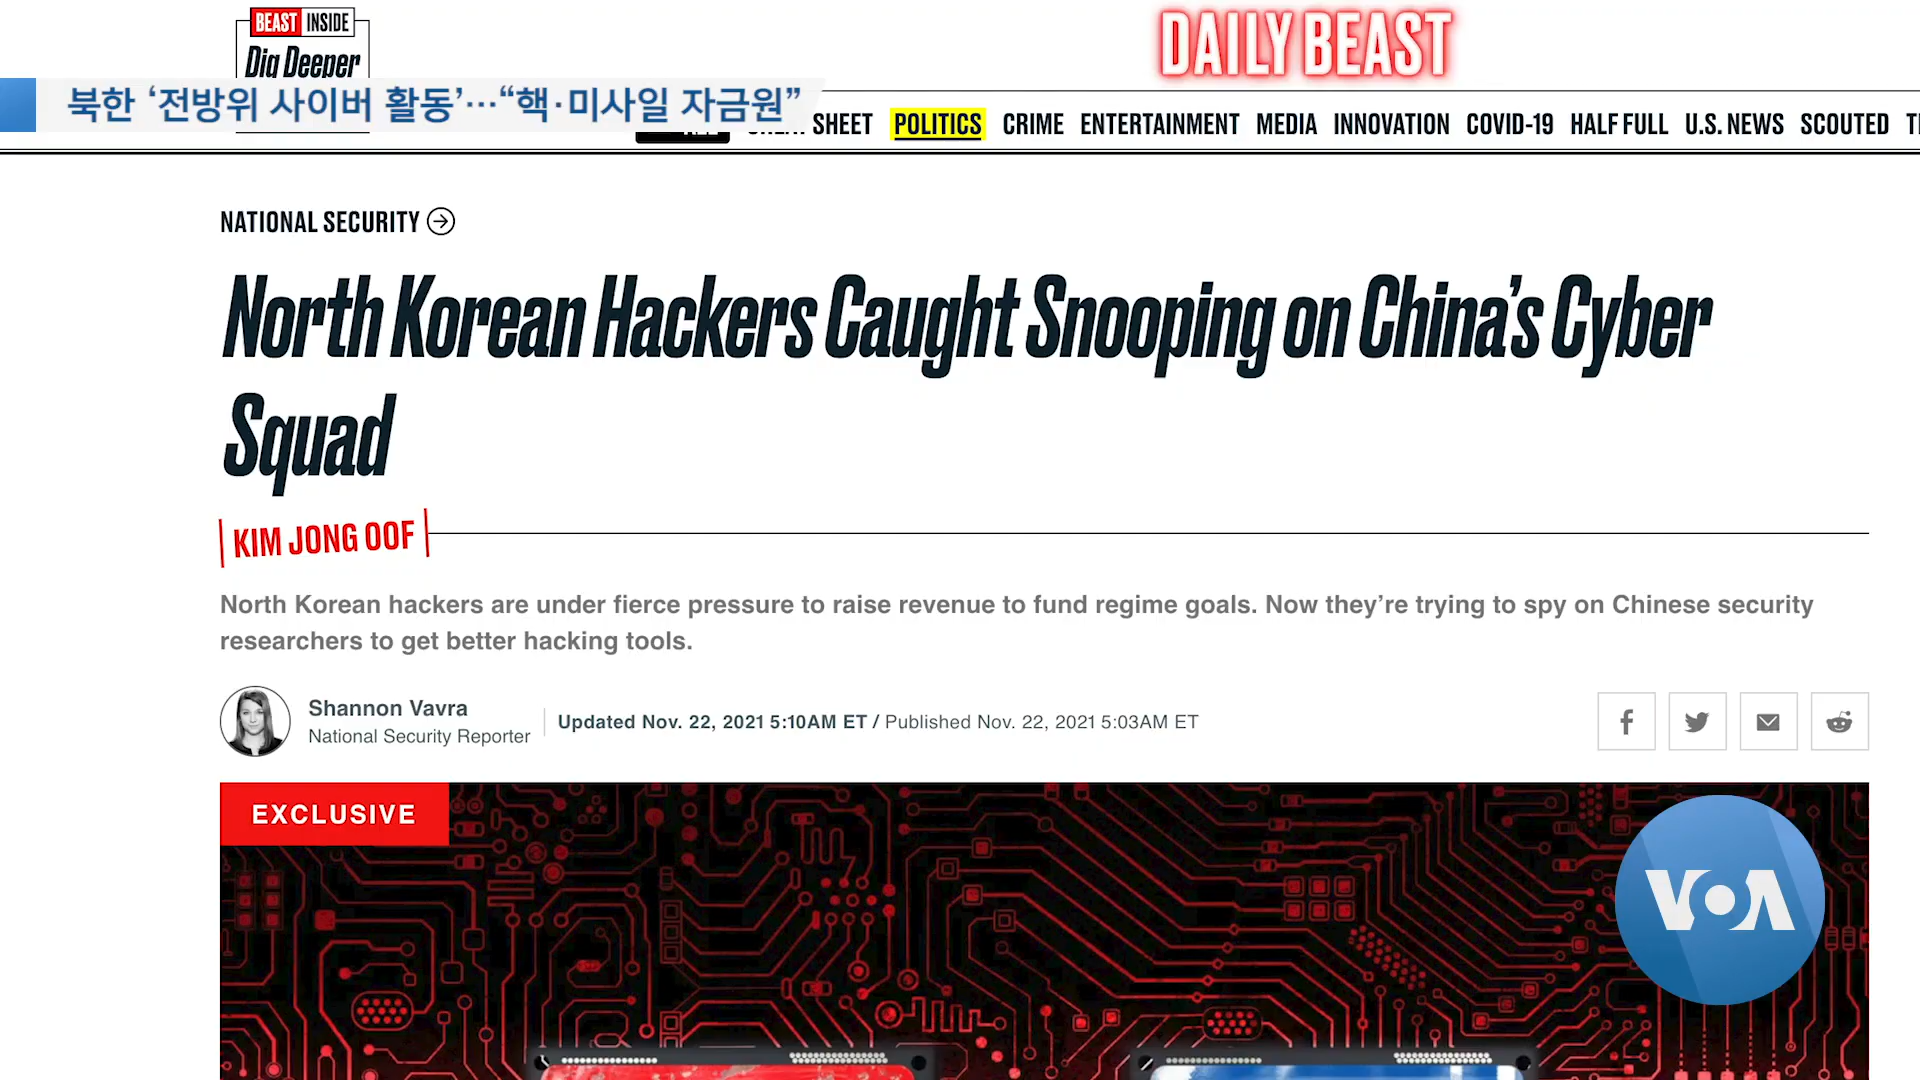 BEAST INSIDE
Dig Deeper
DAILY BEAST
북한 ‘전방위 사이버 활동’…“핵·미사일 자금원”
SHEET POLITICS CRIME ENTERTAINMENT MEDIA INNOVATION COVID-19 HALF FULL U.S. NEWS SCOUTED
NATIONAL SECURITY
North Korean Hackers Caught Snooping on China’s Cyber
Squad
KIM JONG OOF
North Korean hackers are under fierce pressure to raise revenue to fund regime goals. Now they’re trying to spy on Chinese security
researchers to get better hacking tools.
Shannon Vavra
National Security Reporter
Updated Nov. 22, 2021 5:10AM ET / Published Nov. 22, 2021 5:03AM ET
EXCLUSIVE
VOA